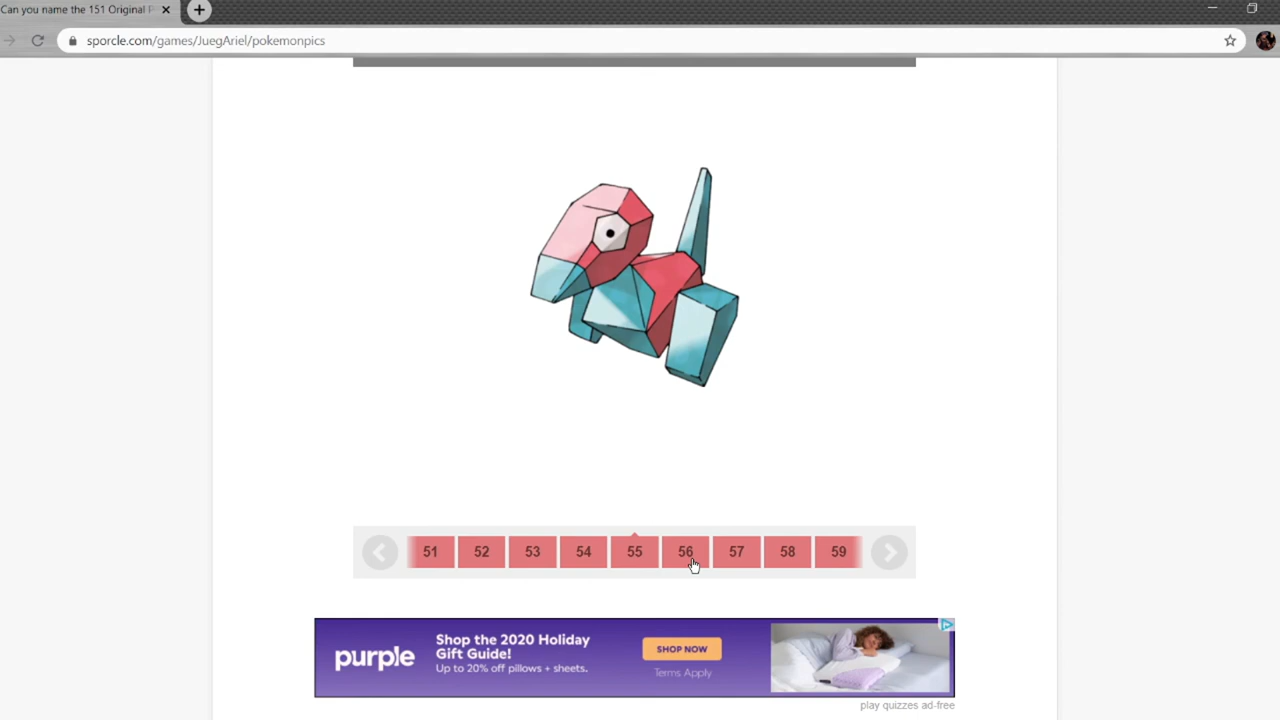 Can you name the 151 Original
sporcle.com/games/JuegAriel/pokemonpics
51 52 53 54 55 56 57 58 59
purple
Shop the 2020 Holiday
Gift Guide!
Up to 20% off pillows + sheets.
SHOP NOW
Terms Apply
play quizzes ad-free